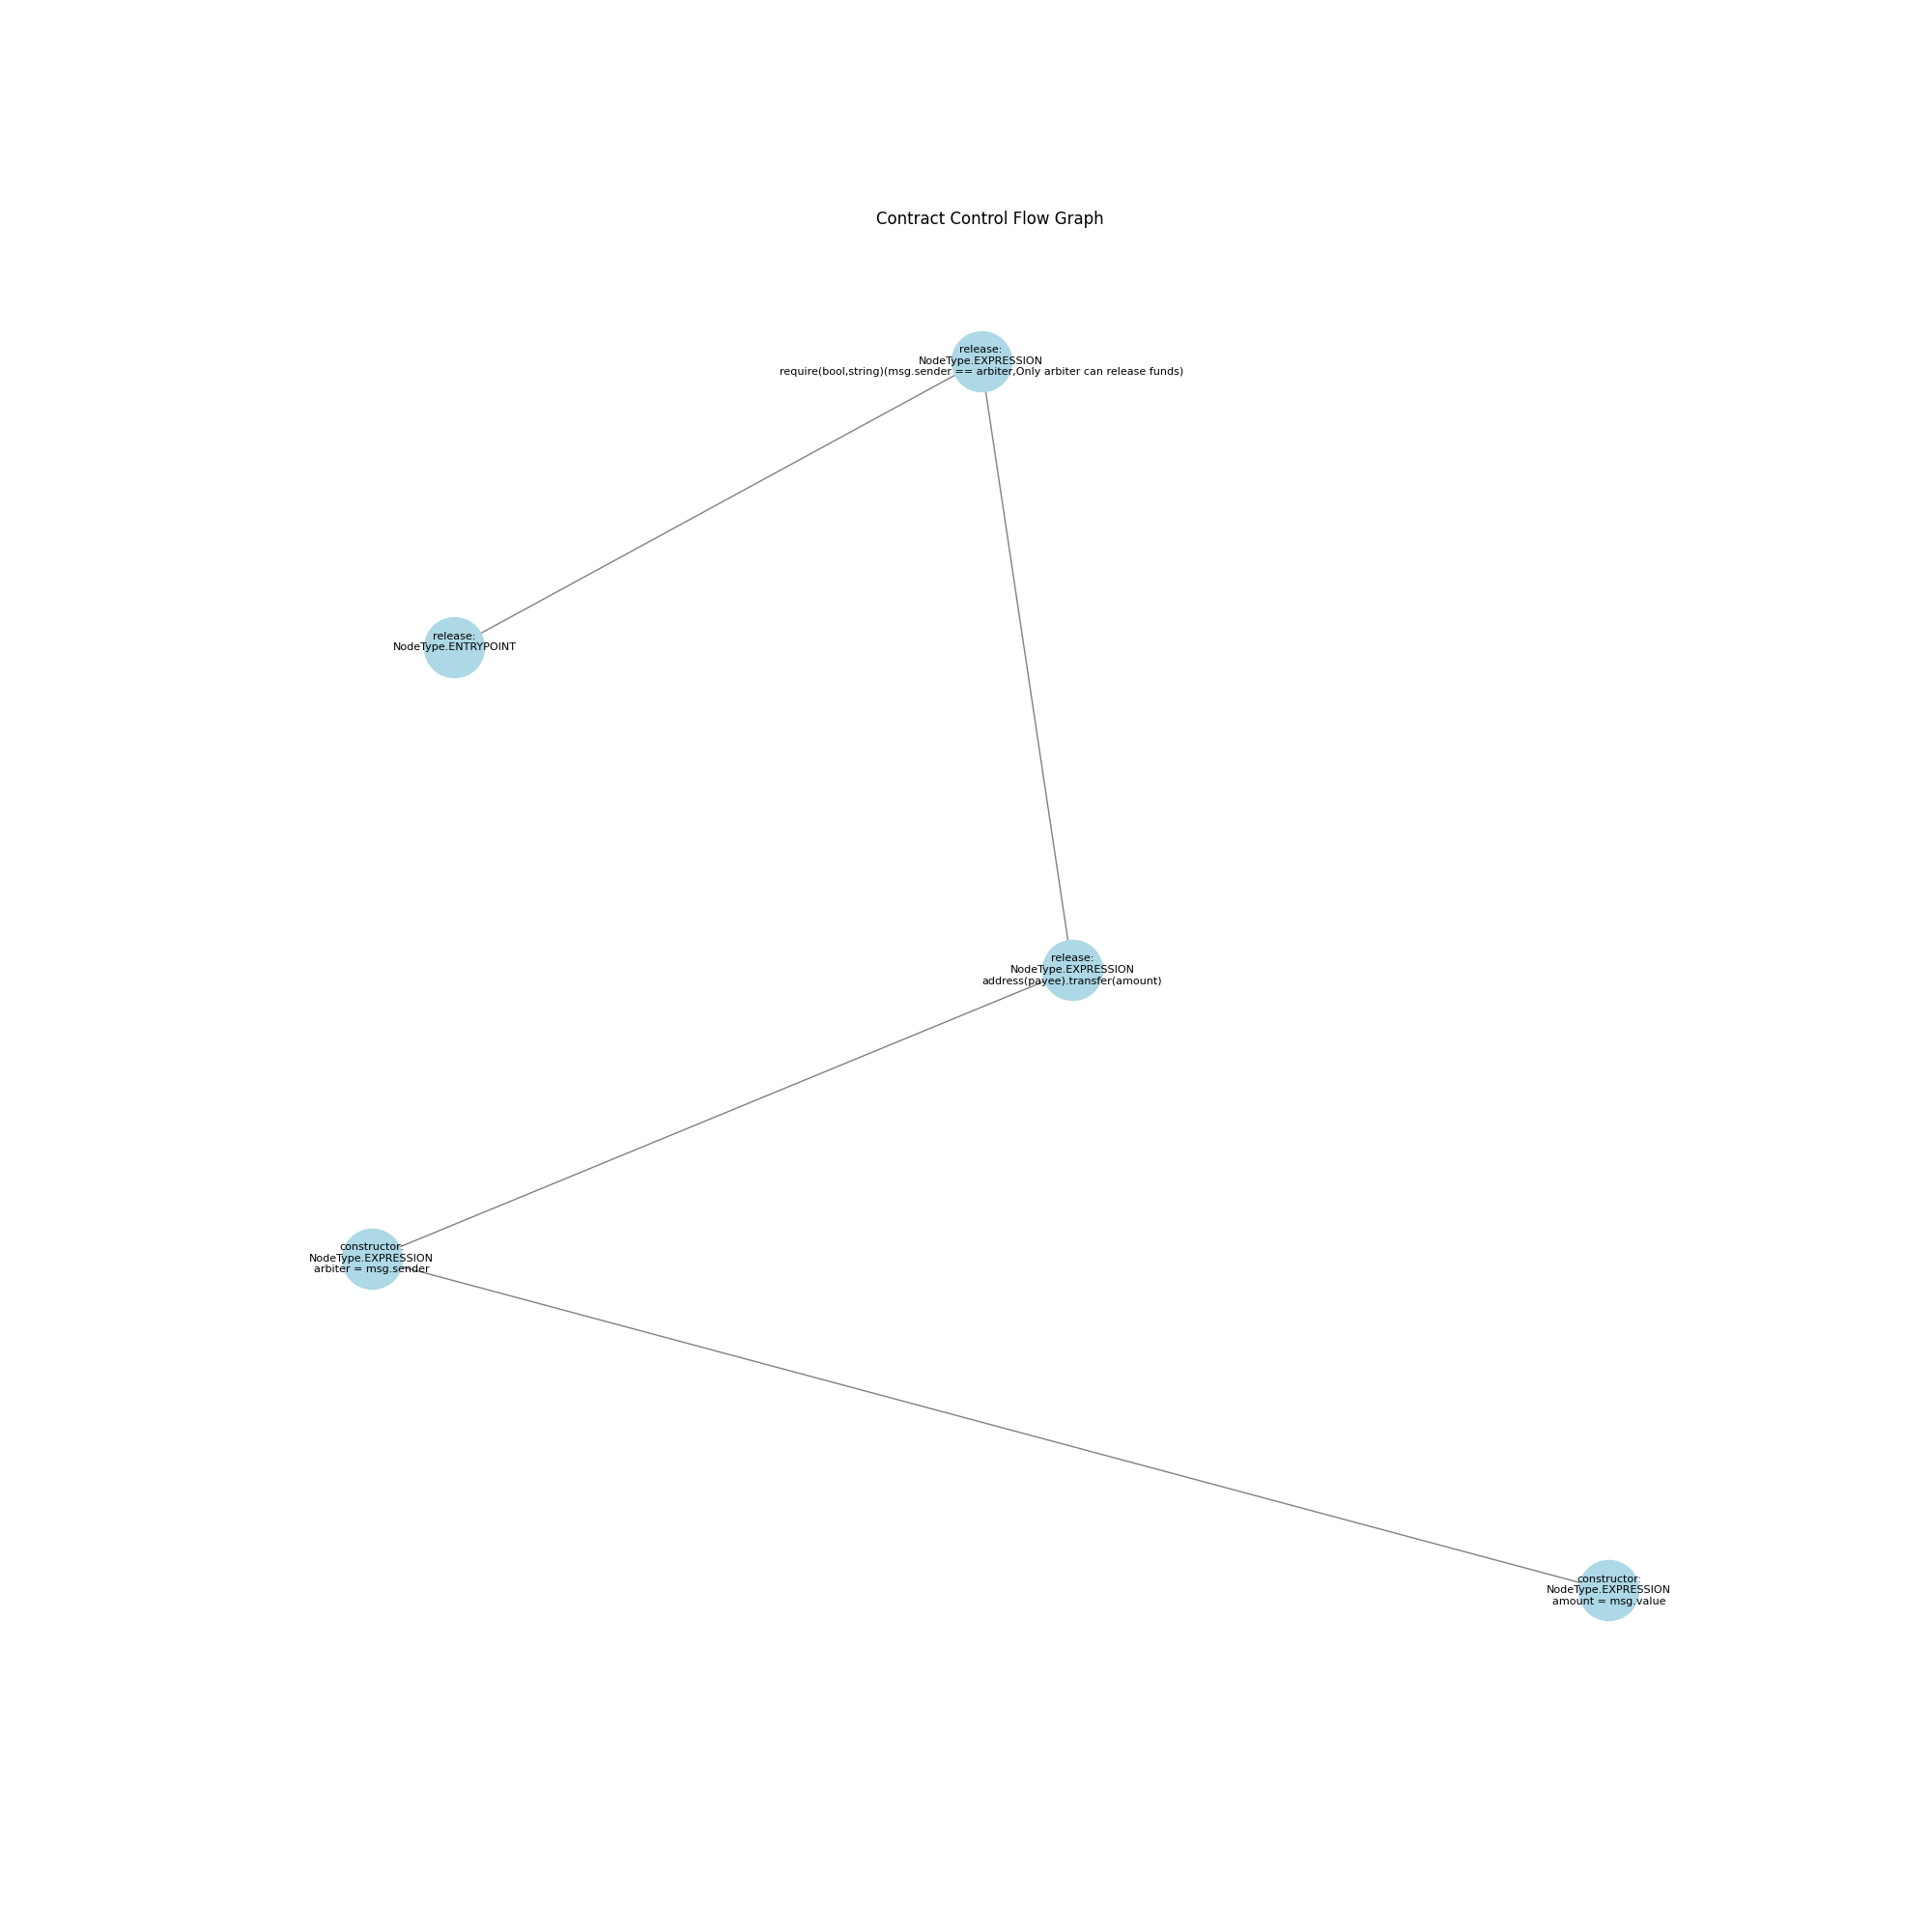 Contract Control Flow Graph
release:
NodeType.EXPRESSION
require(bool,string)(msg.sender == arbiter,Only arbiter can release funds)
release:
NodeType.ENTRYPOINT
release:
NodeType.EXPRESSION
address(payee).transfer(amount)
constructor:
NodeType.EXPRESSION
arbiter = msg.sender
constructor:
NodeType.EXPRESSION
amount = msg.value